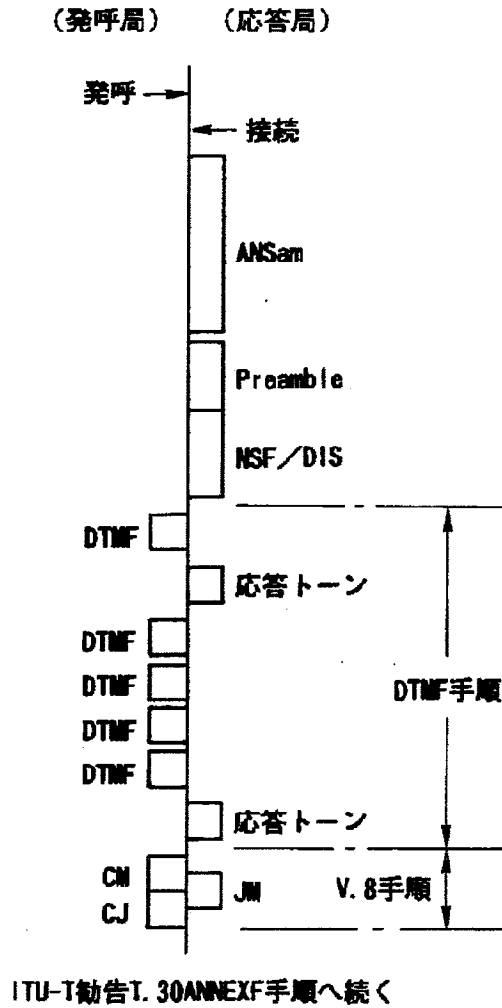 (発呼局) (応答局)
発呼
接続
ANSam
Preamble
NSF/DIS
DTMF
応答トーン
DTMF
DTMF
DTMF手順
DTMF
DTMF
応答トーン
CM
JM
V.8手順
CJ
ITU-T勧告T.30ANNEXF手順へ続く